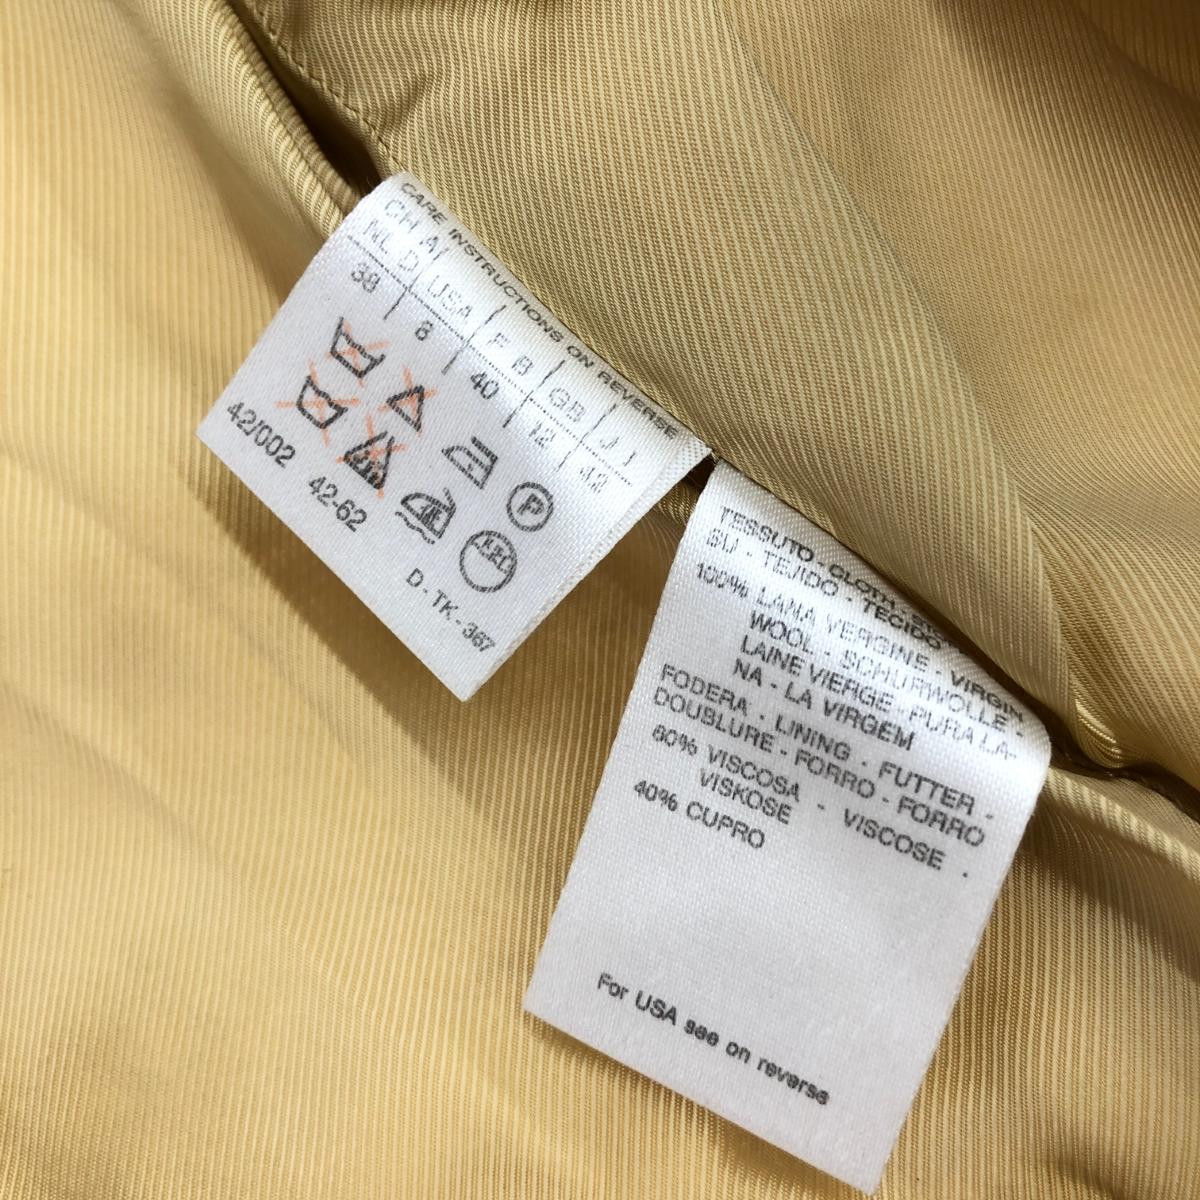 CARE INSTRUCTIONS ON REVERSE
CH A
NL D USA F B GB J I
38 8 40 12 42
P
42/002 42-62
D-TK-367
TESSUTO - CLOTH -
- TEJIDO - TECIDO
100% LANA VERGINE - VIRGIN
WOOL - SCHURWOLLE -
LAINE VIERGE - PURA LA-
NA - LA VIRGEM
FODERA - LINING - FUTTER -
DOUBLURE - FORRO - FORRO
60% VISCOSA - VISCOSE -
VISKOSE
40% CUPRO
For USA see on reverse